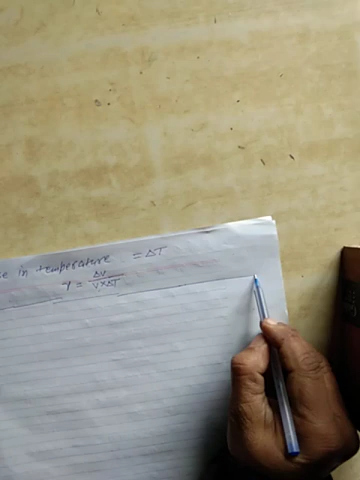 in temperature = ΔT
γ = ΔV / V×ΔT